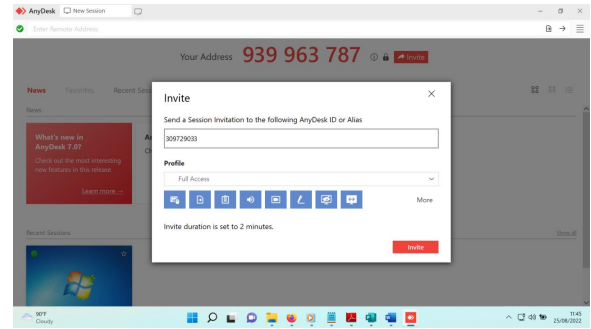 AnyDesk New Session
Enter Remote Address
Your Address 939 963 787 Invite
News Favorites Recent Sess
News
What's new in
AnyDesk 7.0?
Check out the most interesting
new features in this release
Learn more →
Invite
Send a Session Invitation to the following AnyDesk ID or Alias
309729033
Profile
Full Access
More
Invite duration is set to 2 minutes.
Invite
Recent Sessions
Show all
90°F
Cloudy
11:45
25/08/2022